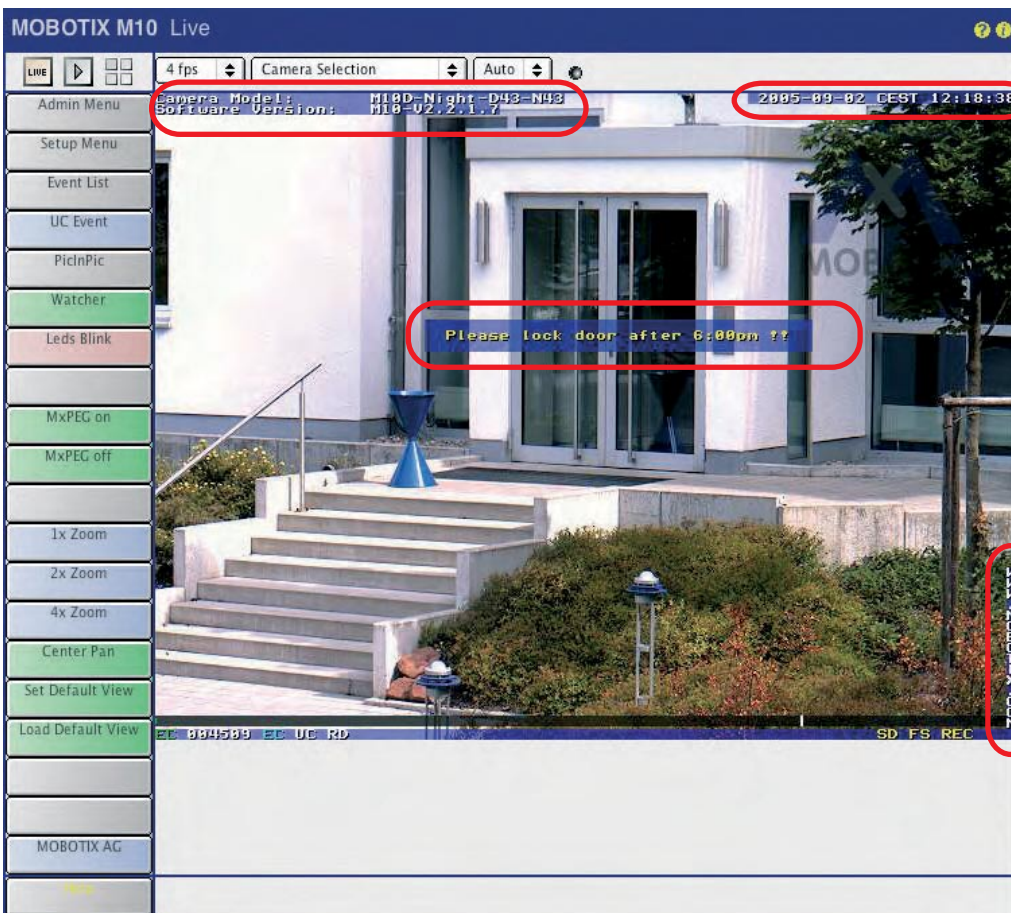 MOBOTIX M10 Live
LIVE
4 fps
Camera Selection
Auto
Camera Model: M10D-Night-D43-N43
Software Version: M10-V2.2.1.7
2005-09-02 CEST 12:18:38
Admin Menu
Setup Menu
Event List
UC Event
PicInPic
Watcher
Leds Blink
MxPEG on
MxPEG off
1x Zoom
2x Zoom
4x Zoom
Center Pan
Set Default View
Load Default View
MOBOTIX AG
Please lock door after 6:00pm !!
EC 004509 EC UC RD
SD FS REC